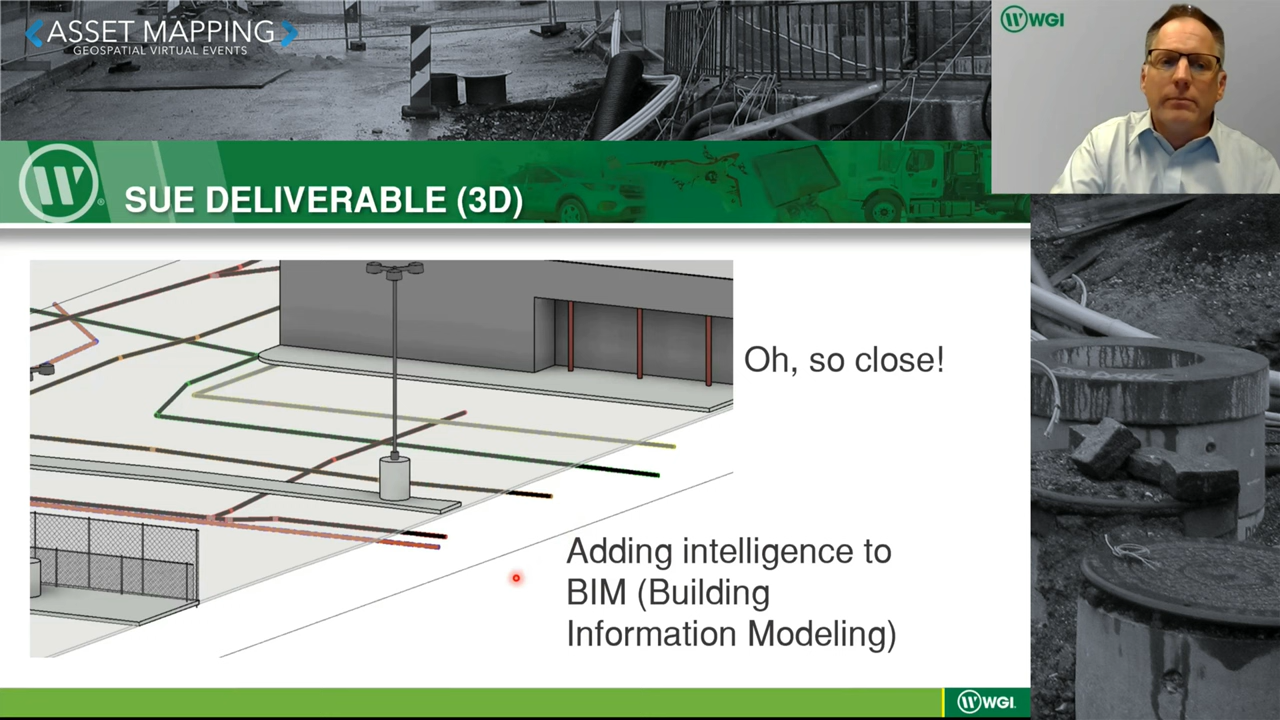 ASSET MAPPING
GEOSPATIAL VIRTUAL EVENTS
WGI
SUE DELIVERABLE (3D)
Oh, so close!
Adding intelligence to
BIM (Building
Information Modeling)
WGI